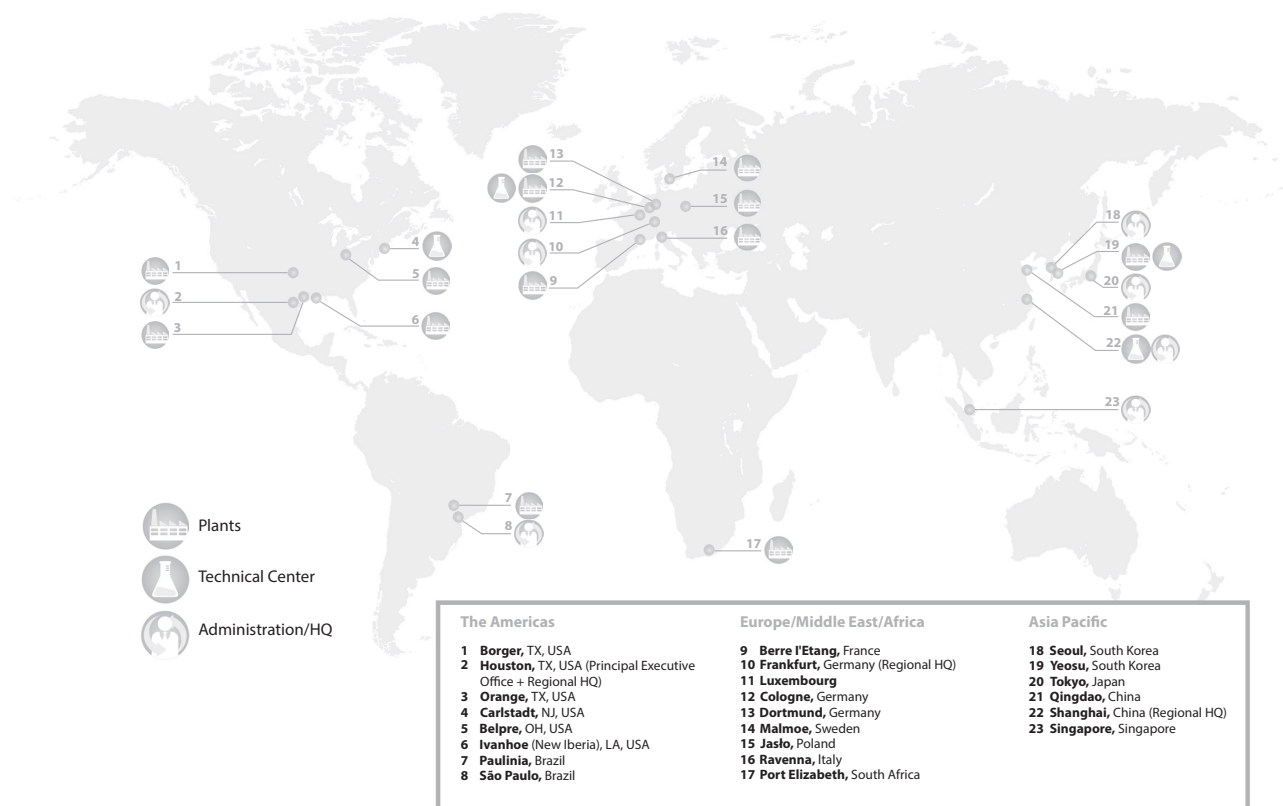 13
12
11
10
9
14
15
16
18
19
20
21
22
23
4
5
6
1
2
3
7
8
17
Plants
Technical Center
Administration/HQ
The Americas
1 Borger, TX, USA
2 Houston, TX, USA (Principal Executive
Office + Regional HQ)
3 Orange, TX, USA
4 Carlstadt, NJ, USA
5 Belpre, OH, USA
6 Ivanhoe (New Iberia), LA, USA
7 Paulinia, Brazil
8 São Paulo, Brazil
Europe/Middle East/Africa
9 Berre l'Etang, France
10 Frankfurt, Germany (Regional HQ)
11 Luxembourg
12 Cologne, Germany
13 Dortmund, Germany
14 Malmoe, Sweden
15 Jasło, Poland
16 Ravenna, Italy
17 Port Elizabeth, South Africa
Asia Pacific
18 Seoul, South Korea
19 Yeosu, South Korea
20 Tokyo, Japan
21 Qingdao, China
22 Shanghai, China (Regional HQ)
23 Singapore, Singapore